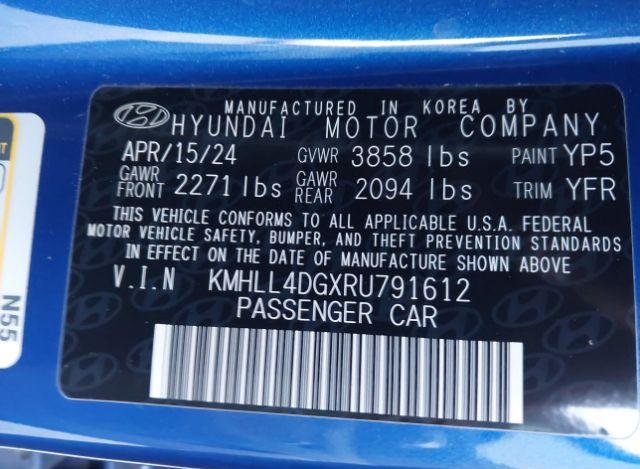 MANUFACTURED IN KOREA BY
HYUNDAI MOTOR COMPANY
APR/15/24 GVWR 3858 lbs PAINT YP5
GAWR FRONT 2271 lbs GAWR REAR 2094 lbs TRIM YFR
THIS VEHICLE CONFORMS TO ALL APPLICABLE U.S.A. FEDERAL
MOTOR VEHICLE SAFETY, BUMPER, AND THEFT PREVENTION STANDARDS
IN EFFECT ON THE DATE OF MANUFACTURE SHOWN ABOVE
V.I.N KMHLL4DGXRU791612
PASSENGER CAR
N55